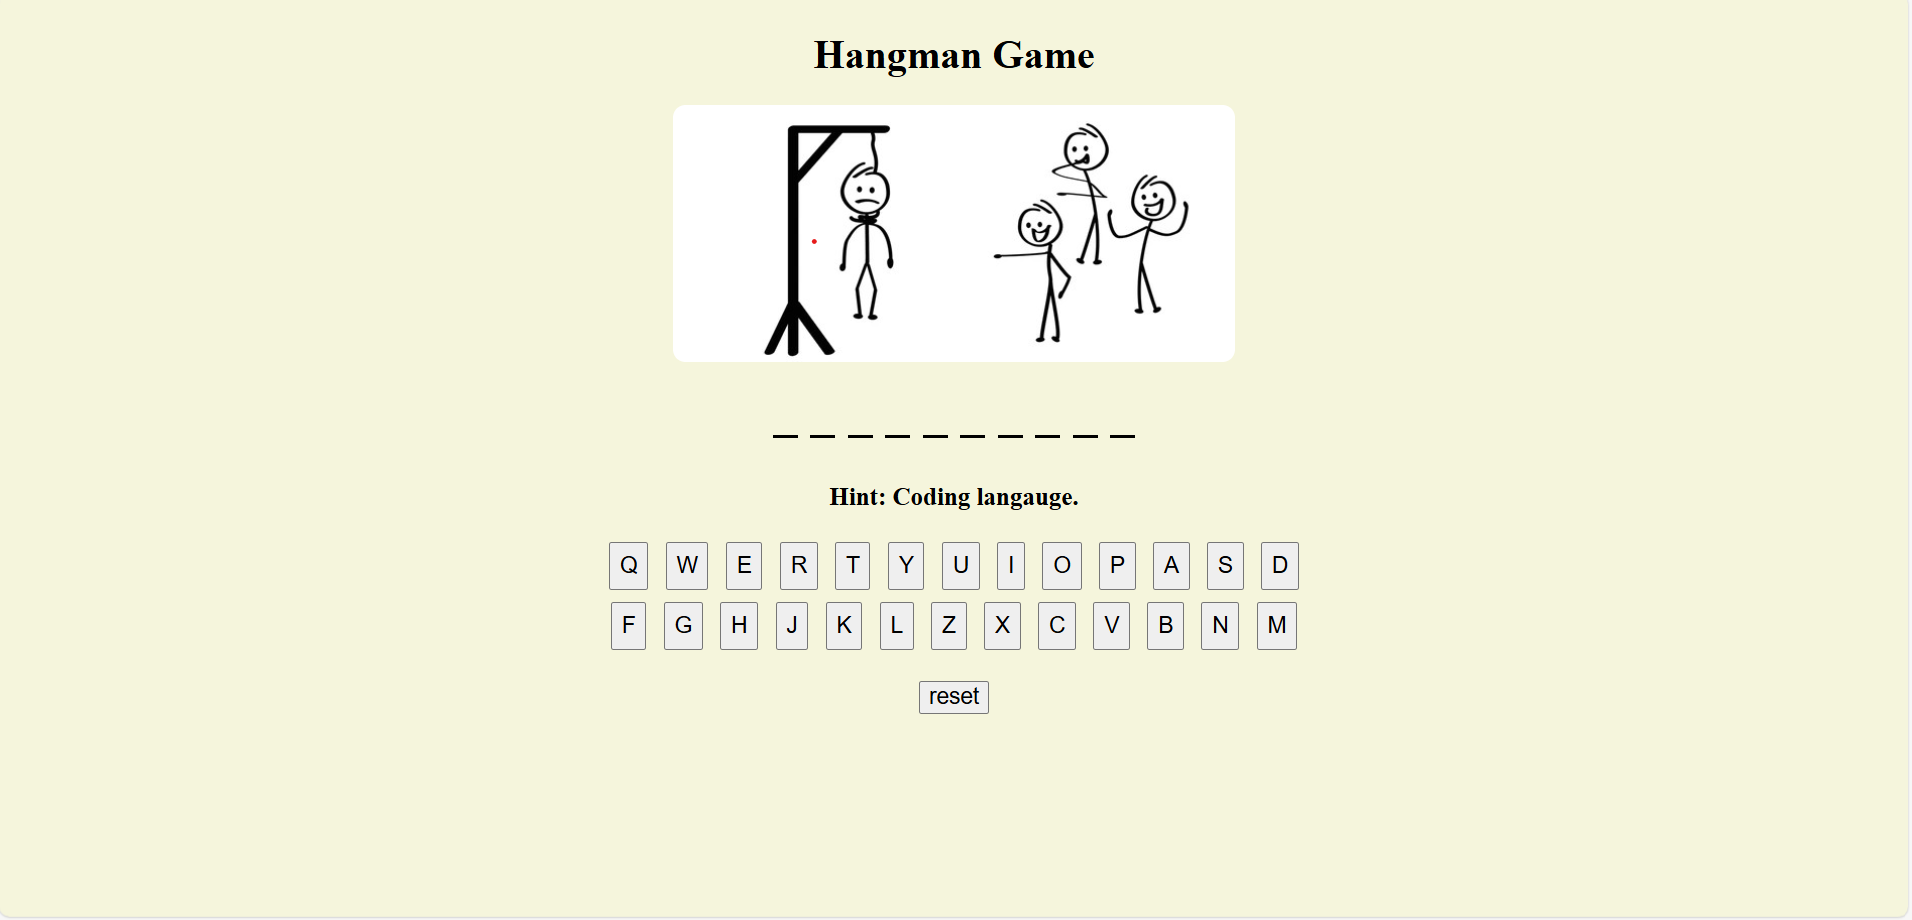 Hangman Game
_ _ _ _ _ _ _ _ _ _
Hint: Coding langauge.
Q W E R T Y U I O P A S D
F G H J K L Z X C V B N M
reset